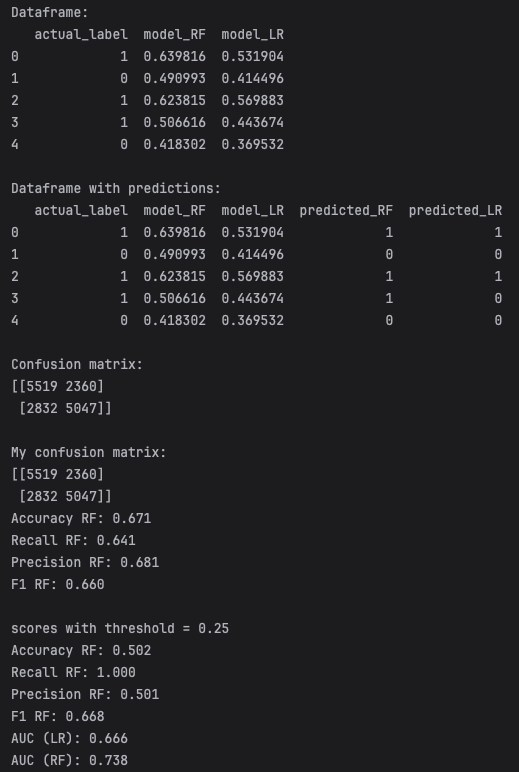 Dataframe:
   actual_label  model_RF  model_LR
0             1  0.639816  0.531904
1             0  0.490993  0.414496
2             1  0.623815  0.569883
3             1  0.506616  0.443674
4             0  0.418302  0.369532

Dataframe with predictions:
   actual_label  model_RF  model_LR  predicted_RF  predicted_LR
0             1  0.639816  0.531904             1             1
1             0  0.490993  0.414496             0             0
2             1  0.623815  0.569883             1             1
3             1  0.506616  0.443674             1             0
4             0  0.418302  0.369532             0             0

Confusion matrix:
[[5519 2360]
 [2832 5047]]

My confusion matrix:
[[5519 2360]
 [2832 5047]]
Accuracy RF: 0.671
Recall RF: 0.641
Precision RF: 0.681
F1 RF: 0.660

scores with threshold = 0.25
Accuracy RF: 0.502
Recall RF: 1.000
Precision RF: 0.501
F1 RF: 0.668
AUC (LR): 0.666
AUC (RF): 0.738